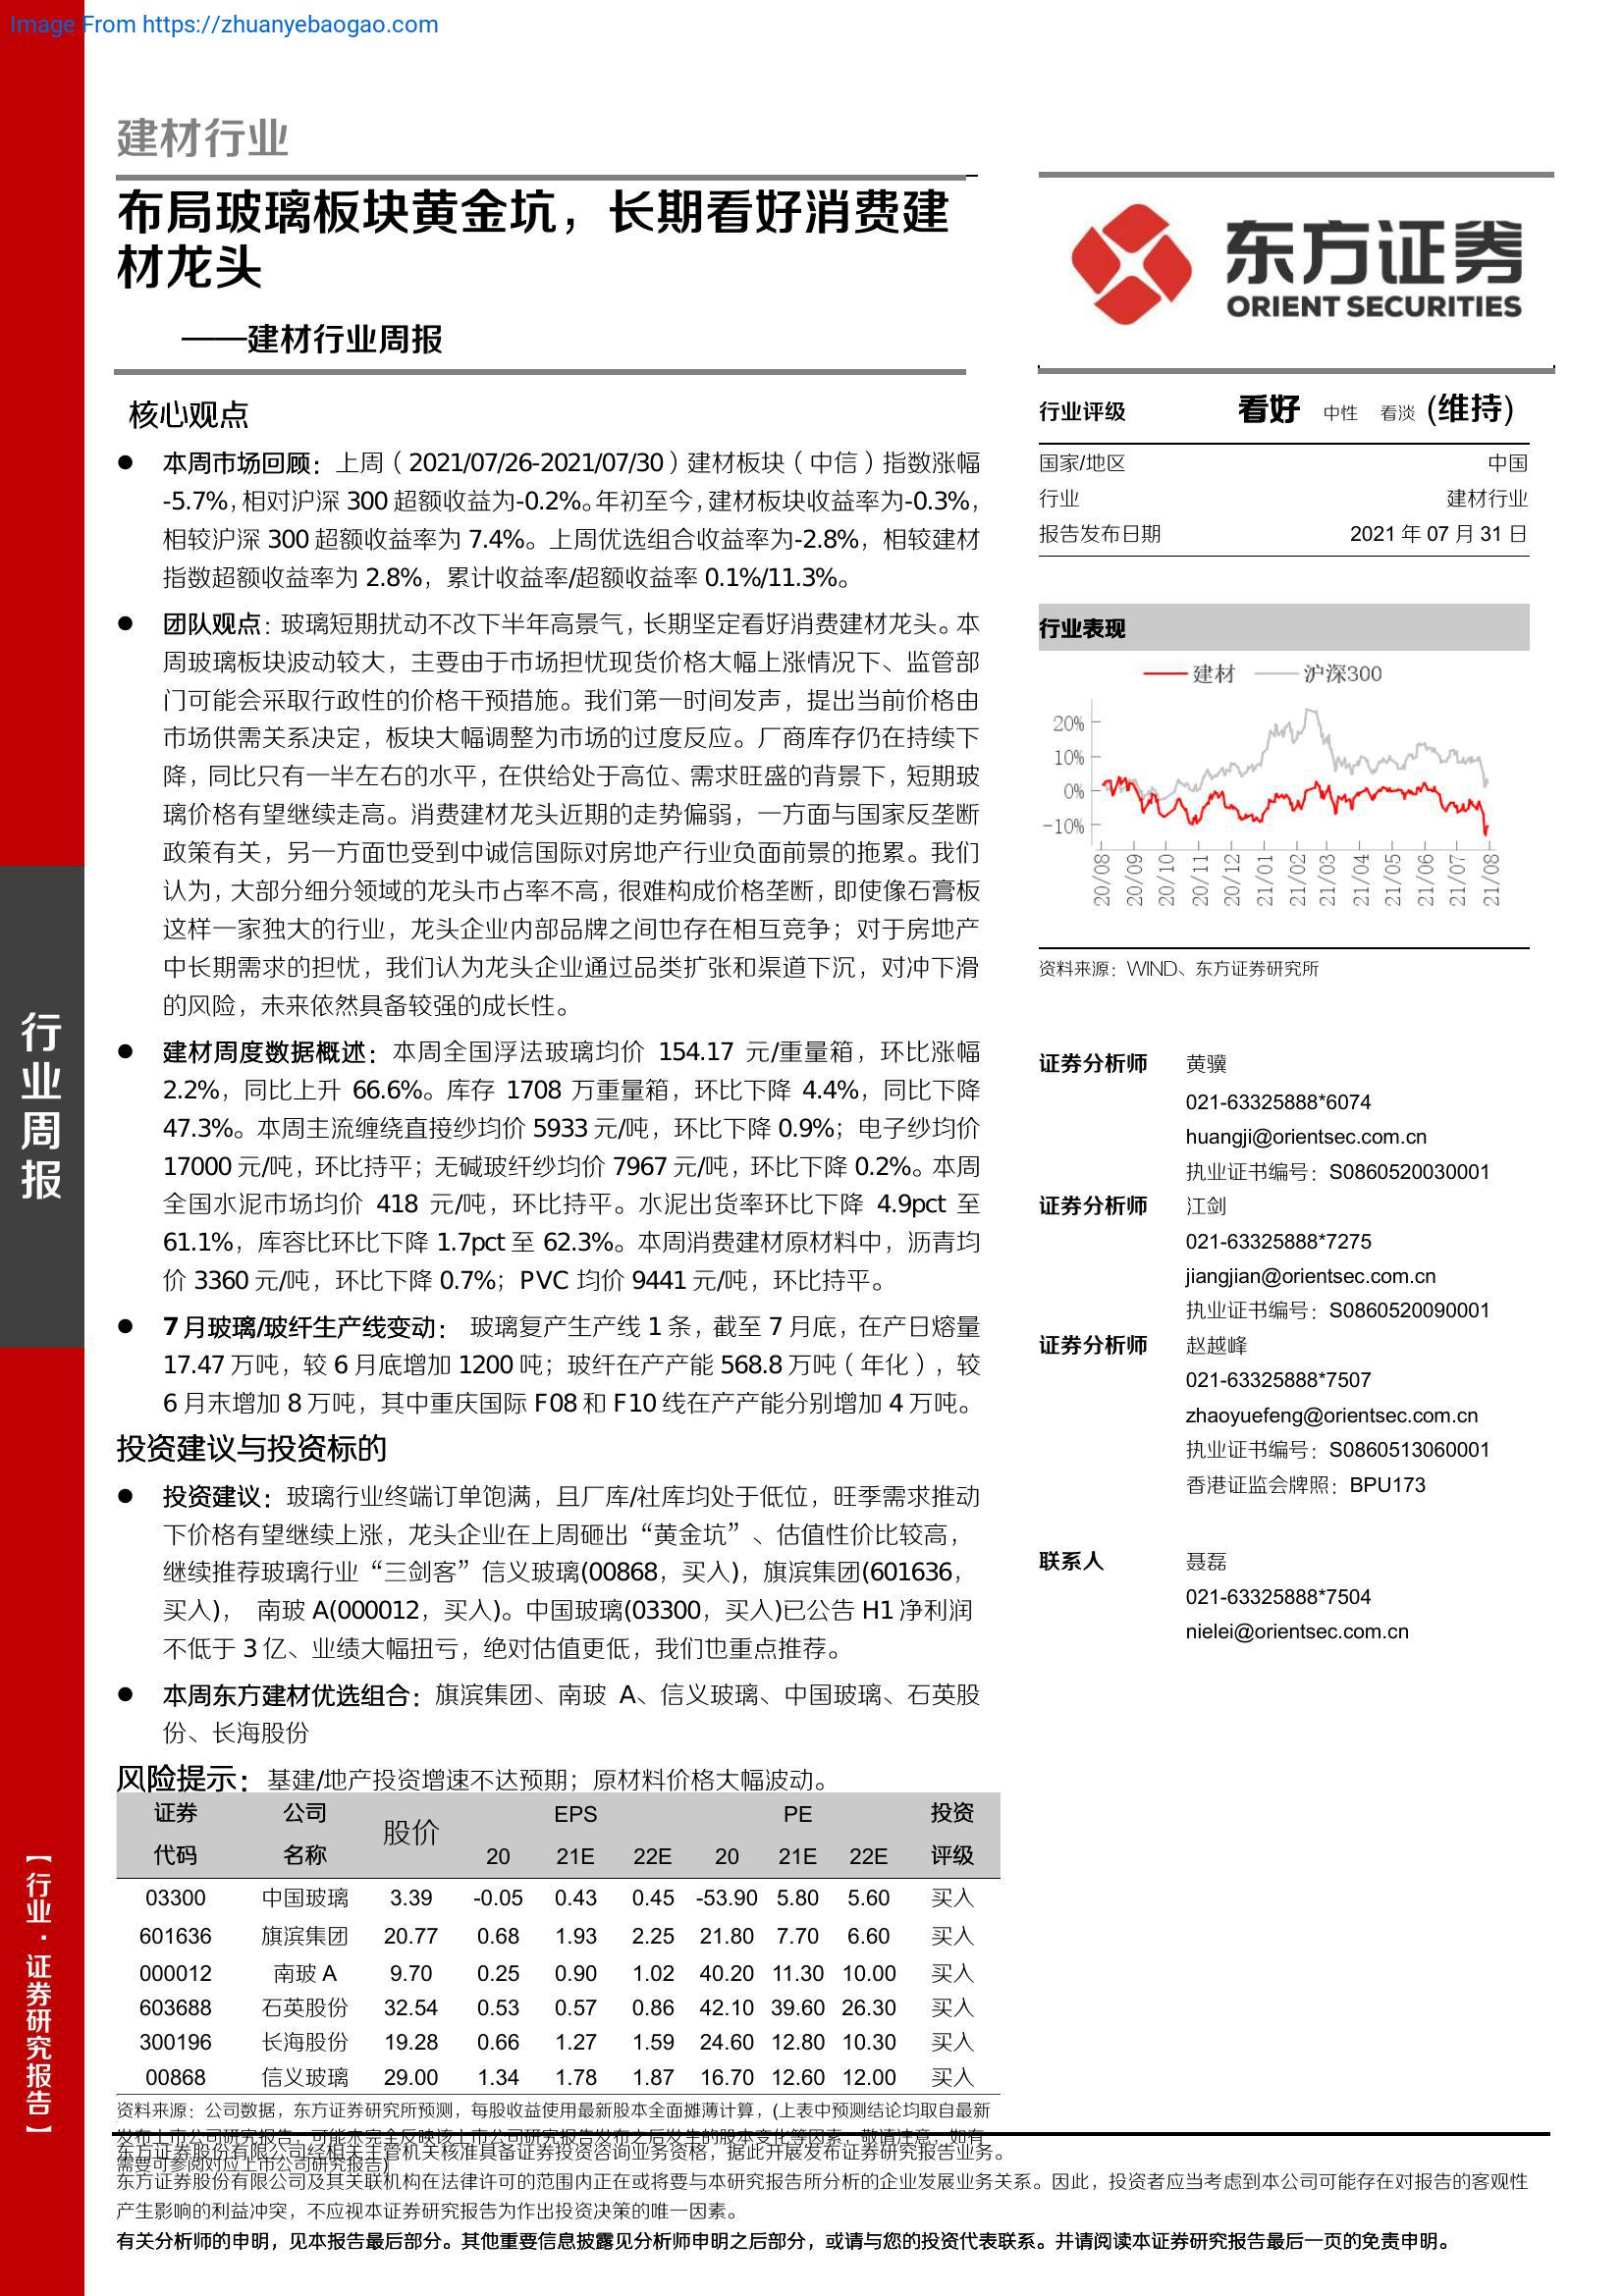 Image From https://zhuanyebaogao.com
建材行业
布局玻璃板块黄金坑，长期看好消费建
材龙头
——建材行业周报
核心观点
● 本周市场回顾：上周（2021/07/26-2021/07/30）建材板块（中信）指数涨幅
-5.7%，相对沪深 300 超额收益为-0.2%。年初至今，建材板块收益率为-0.3%，
相较沪深 300 超额收益率为 7.4%。上周优选组合收益率为-2.8%，相较建材
指数超额收益率为 2.8%，累计收益率/超额收益率 0.1%/11.3%。
● 团队观点：玻璃短期扰动不改下半年高景气，长期坚定看好消费建材龙头。本
周玻璃板块波动较大，主要由于市场担忧现货价格大幅上涨情况下、监管部
门可能会采取行政性的价格干预措施。我们第一时间发声，提出当前价格由
市场供需关系决定，板块大幅调整为市场的过度反应。厂商库存仍在持续下
降，同比只有一半左右的水平，在供给处于高位、需求旺盛的背景下，短期玻
璃价格有望继续走高。消费建材龙头近期的走势偏弱，一方面与国家反垄断
政策有关，另一方面也受到中诚信国际对房地产行业负面前景的拖累。我们
认为，大部分细分领域的龙头市占率不高，很难构成价格垄断，即使像石膏板
这样一家独大的行业，龙头企业内部品牌之间也存在相互竞争；对于房地产
中长期需求的担忧，我们认为龙头企业通过品类扩张和渠道下沉，对冲下滑
的风险，未来依然具备较强的成长性。
● 建材周度数据概述：本周全国浮法玻璃均价 154.17 元/重量箱，环比涨幅
2.2%，同比上升 66.6%。库存 1708 万重量箱，环比下降 4.4%，同比下降
47.3%。本周主流缠绕直接纱均价 5933 元/吨，环比下降 0.9%；电子纱均价
17000 元/吨，环比持平；无碱玻纤纱均价 7967 元/吨，环比下降 0.2%。本周
全国水泥市场均价 418 元/吨，环比持平。水泥出货率环比下降 4.9pct 至
61.1%，库容比环比下降 1.7pct 至 62.3%。本周消费建材原材料中，沥青均
价 3360 元/吨，环比下降 0.7%；PVC 均价 9441 元/吨，环比持平。
● 7 月玻璃/玻纤生产线变动： 玻璃复产生产线 1 条，截至 7 月底，在产日熔量
17.47 万吨，较 6 月底增加 1200 吨；玻纤在产产能 568.8 万吨（年化），较
6 月末增加 8 万吨，其中重庆国际 F08 和 F10 线在产产能分别增加 4 万吨。
投资建议与投资标的
● 投资建议：玻璃行业终端订单饱满，且厂库/社库均处于低位，旺季需求推动
下价格有望继续上涨，龙头企业在上周砸出“黄金坑”、估值性价比较高，
继续推荐玻璃行业“三剑客”信义玻璃(00868，买入)，旗滨集团(601636，
买入)， 南玻 A(000012，买入)。中国玻璃(03300，买入)已公告 H1 净利润
不低于 3 亿、业绩大幅扭亏，绝对估值更低，我们也重点推荐。
● 本周东方建材优选组合：旗滨集团、南玻 A、信义玻璃、中国玻璃、石英股
份、长海股份
风险提示：基建/地产投资增速不达预期；原材料价格大幅波动。
证券 公司 股价 EPS PE 投资
代码 名称 20 21E 22E 20 21E 22E 评级
03300 中国玻璃 3.39 -0.05 0.43 0.45 -53.90 5.80 5.60 买入
601636 旗滨集团 20.77 0.68 1.93 2.25 21.80 7.70 6.60 买入
000012 南玻 A 9.70 0.25 0.90 1.02 40.20 11.30 10.00 买入
603688 石英股份 32.54 0.53 0.57 0.86 42.10 39.60 26.30 买入
300196 长海股份 19.28 0.66 1.27 1.59 24.60 12.80 10.30 买入
00868 信义玻璃 29.00 1.34 1.78 1.87 16.70 12.60 12.00 买入
资料来源：公司数据，东方证券研究所预测，每股收益使用最新股本全面摊薄计算，(上表中预测结论均取自最新
发布上市公司研究报告，可能未完全反映该上市公司研究报告发布之后发生的股本变化等因素，敬请注意，如有
需要可参阅对应上市公司研究报告)
东方证券
ORIENT SECURITIES
行业评级 看好 中性 看淡 (维持)
国家/地区 中国
行业 建材行业
报告发布日期 2021 年 07 月 31 日
行业表现
建材 沪深300
20%
10%
0%
-10%
20/08 20/09 20/10 20/11 20/12 21/01 21/02 21/03 21/04 21/05 21/06 21/07 21/08
资料来源：WIND、东方证券研究所
证券分析师 黄骥
021-63325888*6074
huangji@orientsec.com.cn
执业证书编号：S0860520030001
证券分析师 江剑
021-63325888*7275
jiangjian@orientsec.com.cn
执业证书编号：S0860520090001
证券分析师 赵越峰
021-63325888*7507
zhaoyuefeng@orientsec.com.cn
执业证书编号：S0860513060001
香港证监会牌照：BPU173
联系人 聂磊
021-63325888*7504
nielei@orientsec.com.cn
行业周报
【行业·证券研究报告】
东方证券股份有限公司经相关主管机关核准具备证券投资咨询业务资格，据此开展发布证券研究报告业务。
东方证券股份有限公司及其关联机构在法律许可的范围内正在或将要与本研究报告所分析的企业发展业务关系。因此，投资者应当考虑到本公司可能存在对报告的客观性
产生影响的利益冲突，不应视本证券研究报告为作出投资决策的唯一因素。
有关分析师的申明，见本报告最后部分。其他重要信息披露见分析师申明之后部分，或请与您的投资代表联系。并请阅读本证券研究报告最后一页的免责申明。